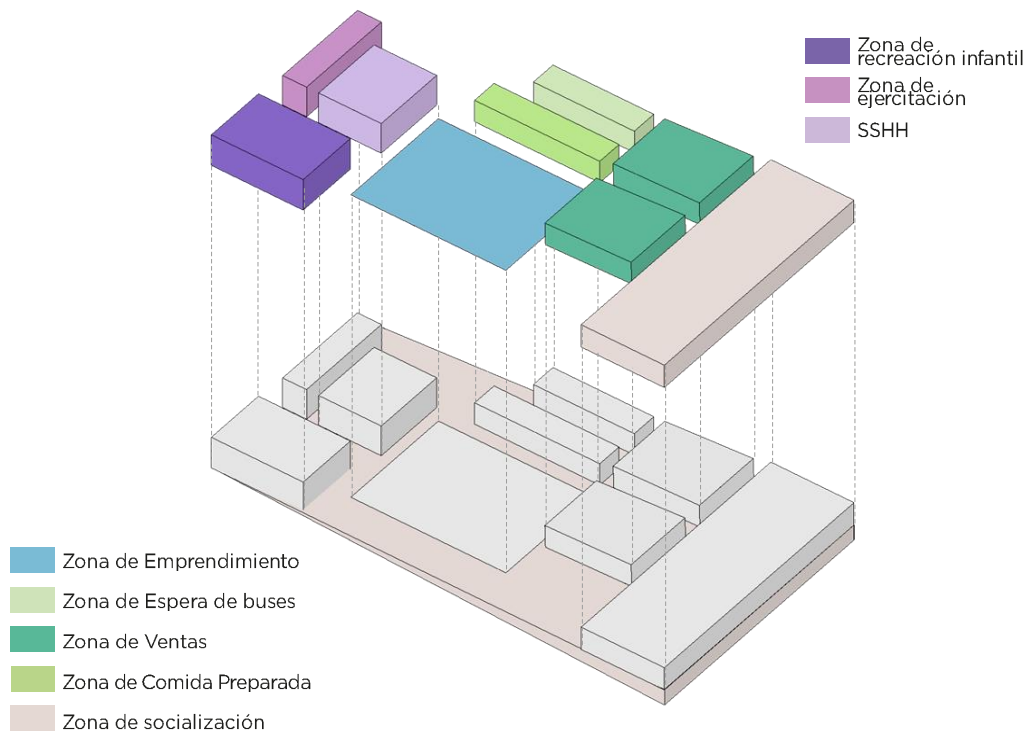 Zona de
recreación infantil
Zona de
ejercitación
SSHH
Zona de Emprendimiento
Zona de Espera de buses
Zona de Ventas
Zona de Comida Preparada
Zona de socialización